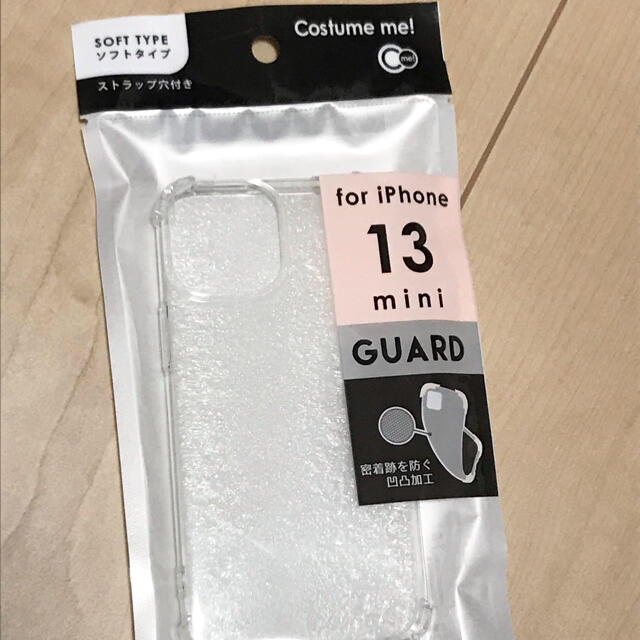 SOFT TYPE
ソフトタイプ
ストラップ穴付き
Costume me!
C me!
for iPhone
13
mini
GUARD
密着跡を防ぐ
凹凸加工